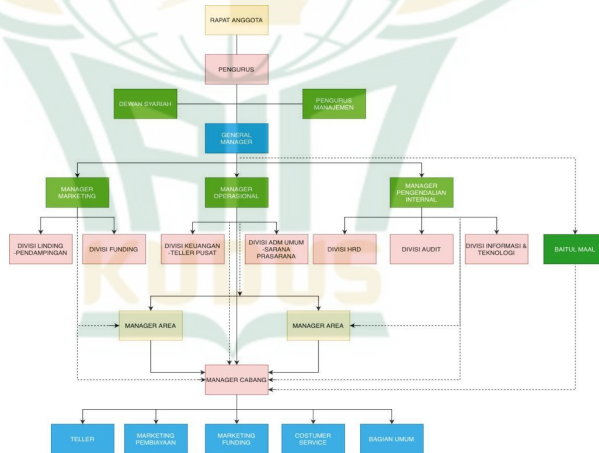 RAPAT ANGGOTA
PENGURUS
DEWAN SYARIAH
PENGURUS
MANAJEMEN
GENERAL
MANAGER
MANAGER
MARKETING
MANAGER
OPERASIONAL
MANAGER
PENGENDALIAN
INTERNAL
DIVISI LINDING
-PENDAMPINGAN
DIVISI FUNDING
DIVISI KEUANGAN
-TELLER PUSAT
DIVISI ADM UMUM
-SARANA
PRASARANA
DIVISI HRD
DIVISI AUDIT
DIVISI INFORMASI &
TEKNOLOGI
BAITUL MAAL
KUDUS
MANAGER AREA
MANAGER AREA
MANAGER CABANG
TELLER
MARKETING
PEMBIAYAAN
MARKETING
FUNDING
COSTUMER
SERVICE
BAGIAN UMUM